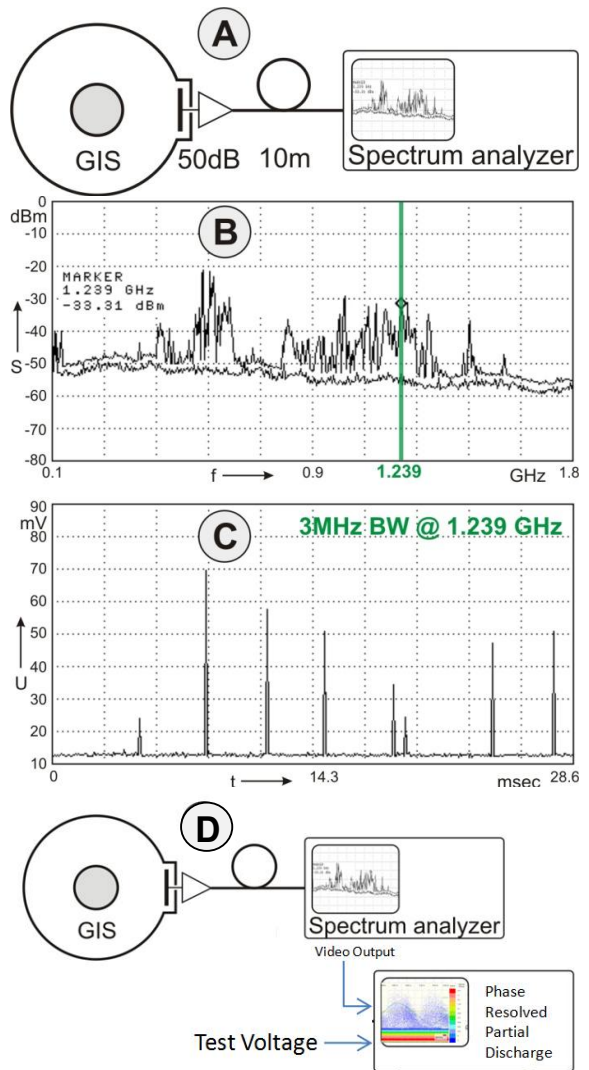 A
GIS
50dB
10m
Spectrum analyzer
B
0
dBm
-10
-20
-30
-40
S
-50
-60
-70
-80
MARKER
1.239 GHz
-33.31 dBm
0.1
f
0.9
1.239
GHz
1.8
C
3MHz BW @ 1.239 GHz
90
mV
80
70
60
50
40
U
30
20
10
0
t
14.3
msec
28.6
D
GIS
Spectrum analyzer
Video Output
Test Voltage
Phase
Resolved
Partial
Discharge